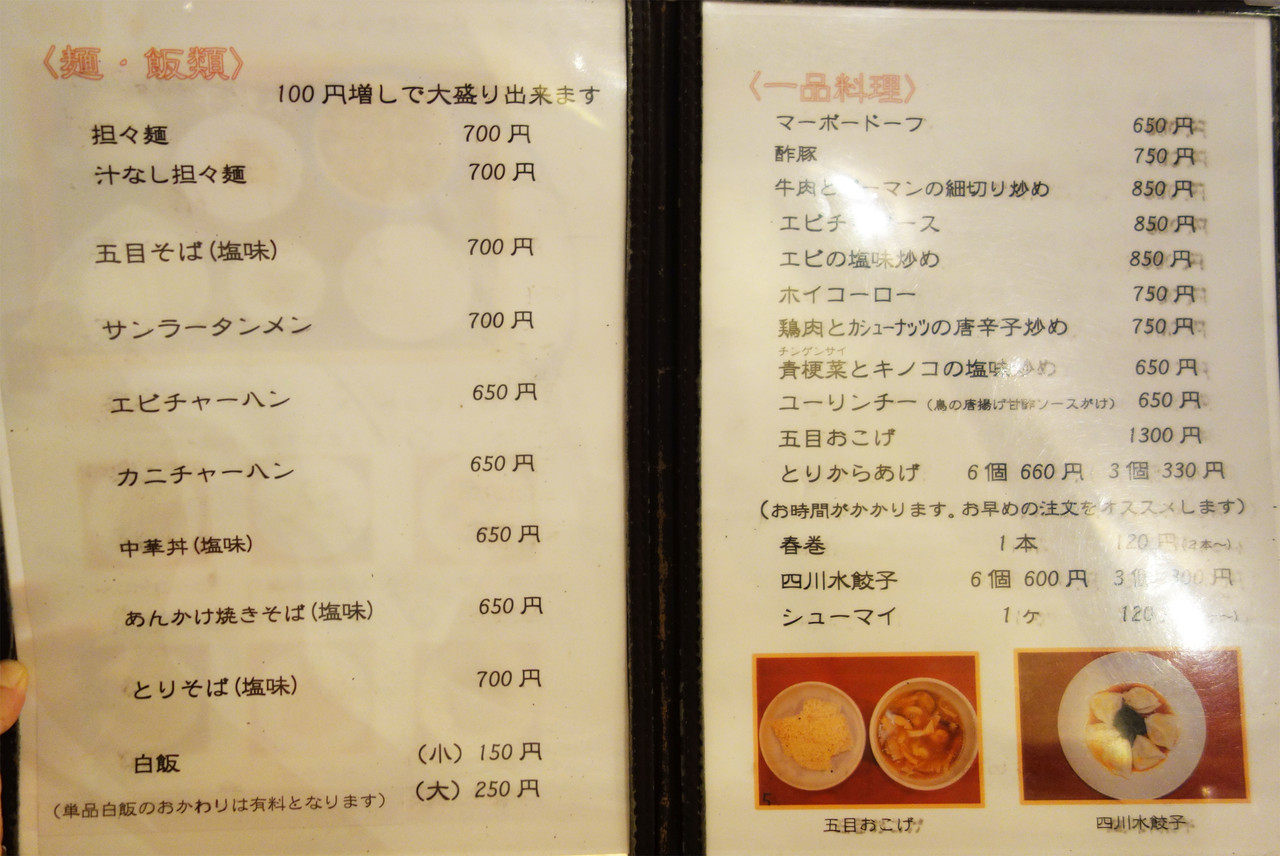 〈麺・飯類〉
100円増しで大盛り出来ます
担々麺 700円
汁なし担々麺 700円
五目そば(塩味) 700円
サンラータンメン 700円
エビチャーハン 650円
カニチャーハン 650円
中華丼(塩味) 650円
あんかけ焼きそば(塩味) 650円
とりそば(塩味) 700円
白飯 (小) 150円
(大) 250円
(単品白飯のおかわりは有料となります)
〈一品料理〉
マーボードーフ 650円
酢豚 750円
牛肉とピーマンの細切り炒め 850円
エビチリソース 850円
エビの塩味炒め 850円
ホイコーロー 750円
鶏肉とカシューナッツの唐辛子炒め 750円
チンゲンサイ
青梗菜とキノコの塩味炒め 650円
ユーリンチー (鳥の唐揚げ甘酢ソースがけ) 650円
五目おこげ 1300円
とりからあげ 6個 660円 3個 330円
(お時間がかかります。お早めの注文をオススメします)
春巻 1本 120円 (2本〜)
四川水餃子 6個 600円 3個 300円
シューマイ 1ヶ 120
五目おこげ
四川水餃子